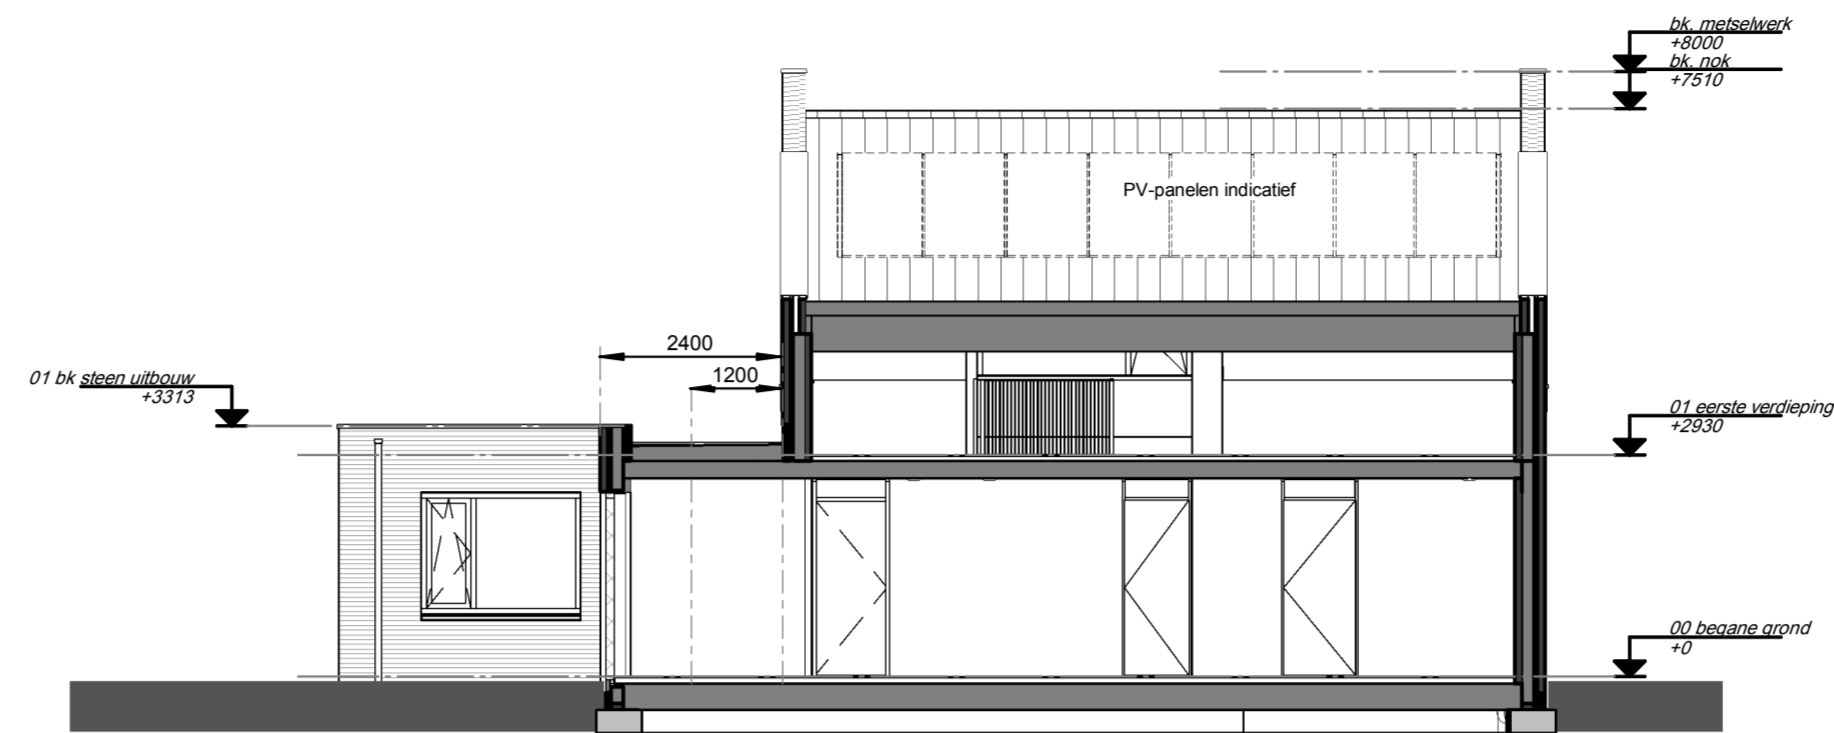 bk. metselwerk
+8000
bk. nok
+7510
PV-panelen indicatief
2400
1200
01 bk steen uitbouw
+3313
01 eerste verdieping
+2930
00 begane grond
+0